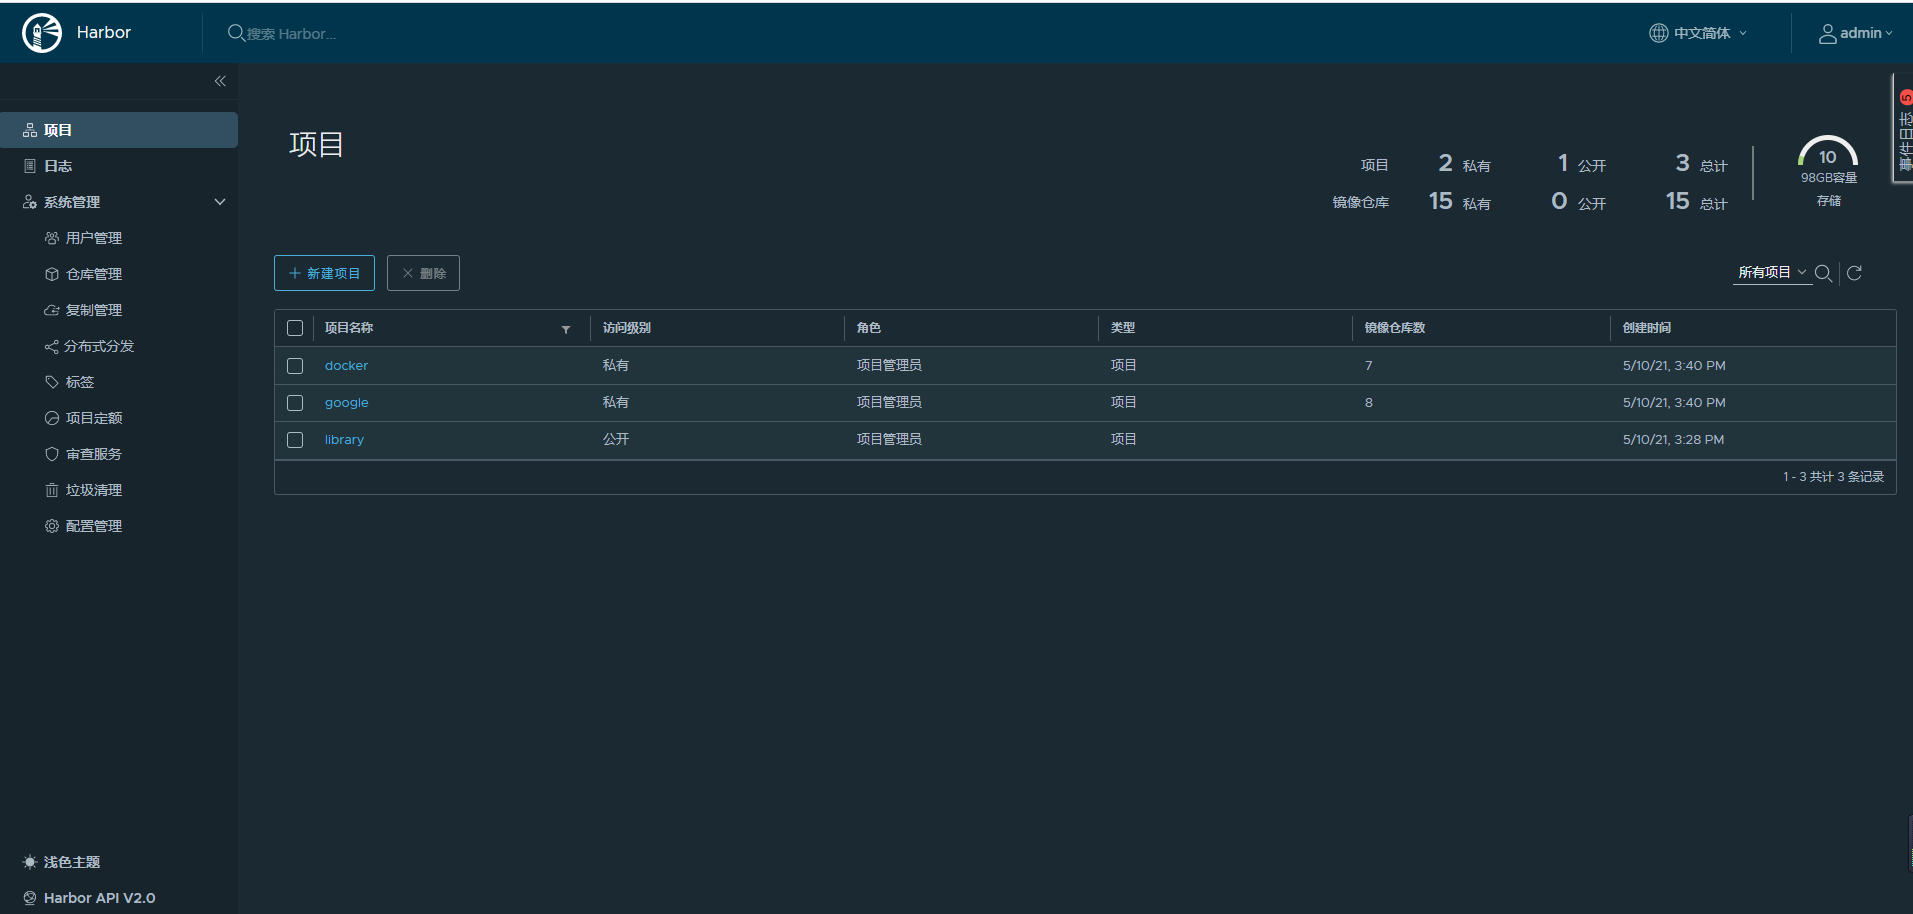 Harbor
搜索 Harbor...
中文简体
admin
项目
日志
系统管理
用户管理
仓库管理
复制管理
分布式分发
标签
项目定额
审查服务
垃圾清理
配置管理
浅色主题
Harbor API V2.0
项目
项目 2 私有 1 公开 3 总计
镜像仓库 15 私有 0 公开 15 总计
10
98GB容量
存储
5
事件日志
新建项目 删除
所有项目
项目名称 访问级别 角色 类型 镜像仓库数 创建时间
docker 私有 项目管理员 项目 7 5/10/21, 3:40 PM
google 私有 项目管理员 项目 8 5/10/21, 3:40 PM
library 公开 项目管理员 项目 5/10/21, 3:28 PM
1 - 3 共计 3 条记录